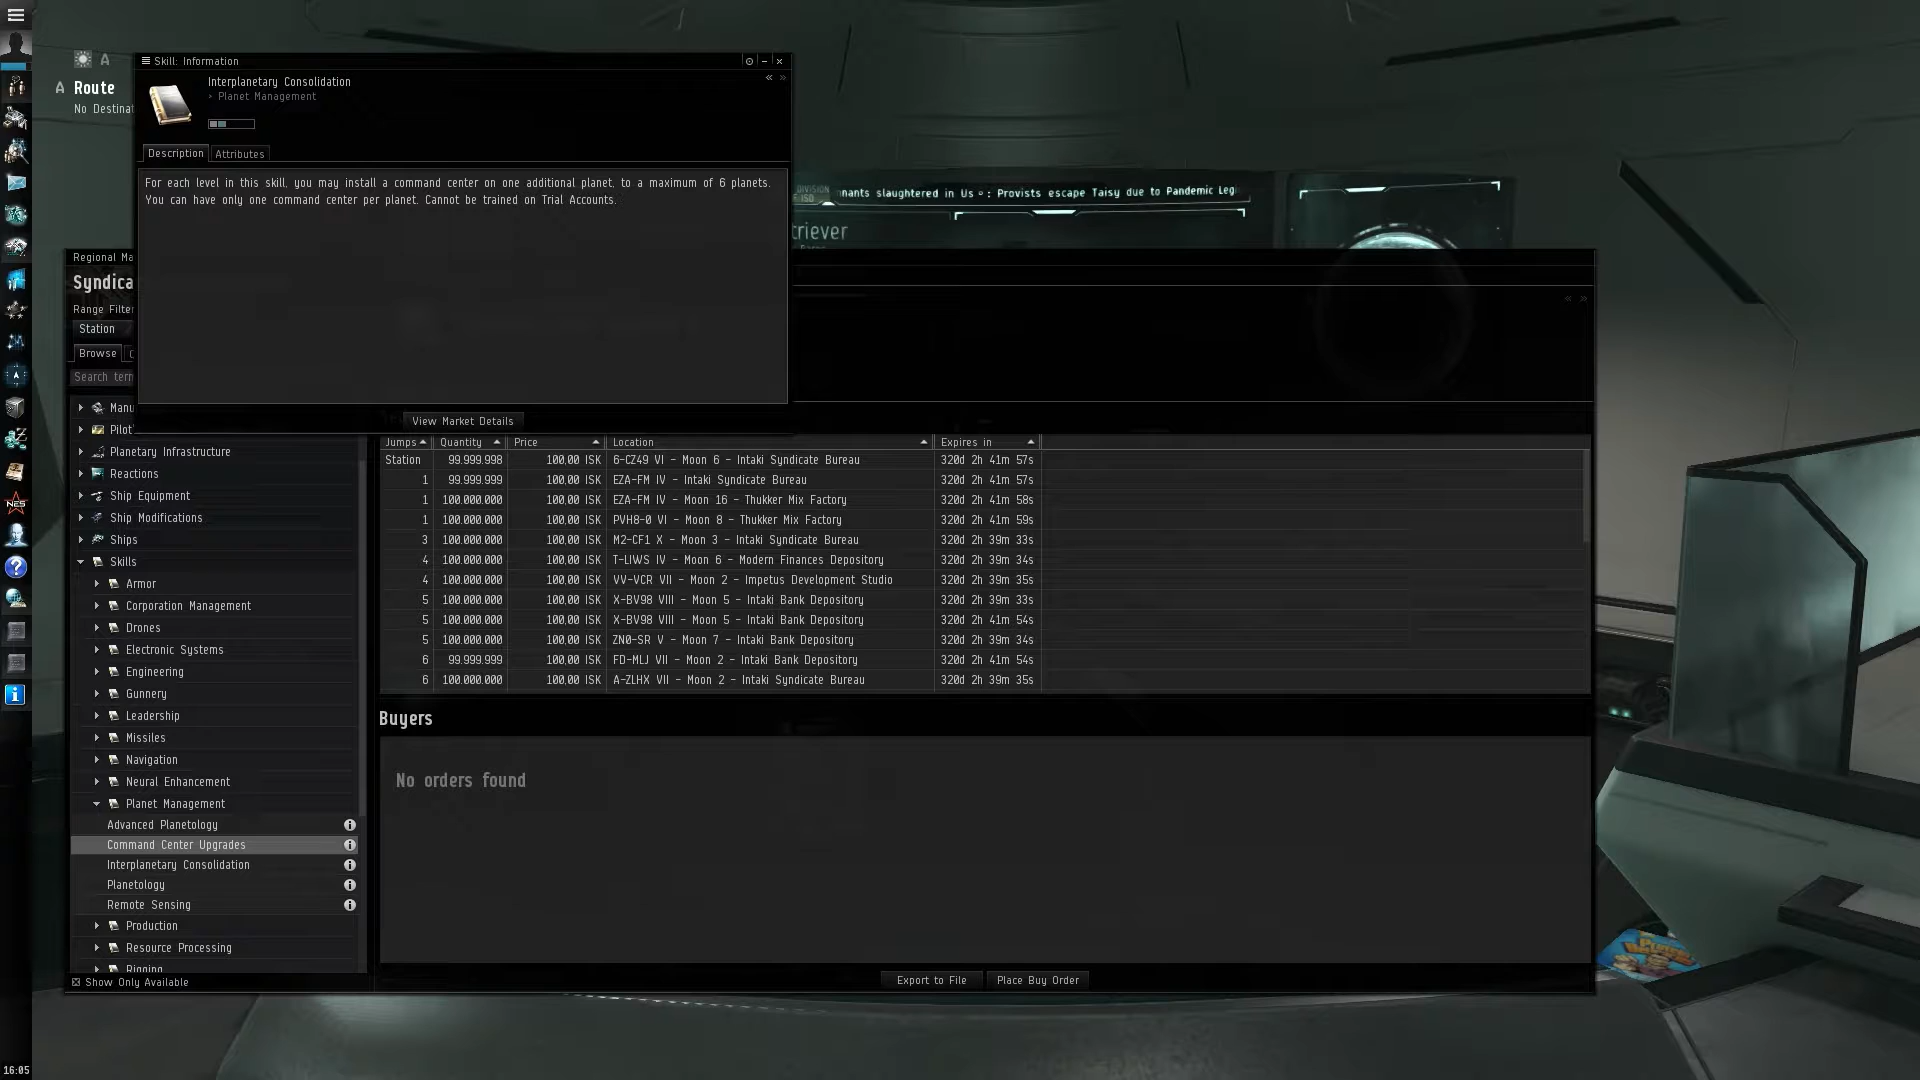 Skill: Information
Interplanetary Consolidation
Planet Management
A
A Route
No Destinat
Description
Attributes
For each level in this skill, you may install a command center on one additional planet, to a maximum of 6 planets.
You can have only one command center per planet. Cannot be trained on Trial Accounts.
View Market Details
DIVISION
F ISO
nants slaughtered in Us
: Provists escape Taisy due to Pandemic Leg
triever
Regional Ma
Syndica
Range Filte
Station
Browse
Search term
Manu
Pilot'
Planetary Infrastructure
Reactions
Ship Equipment
Ship Modifications
Ships
Skills
Armor
Corporation Management
Drones
Electronic Systems
Engineering
Gunnery
Leadership
Missiles
Navigation
Neural Enhancement
Planet Management
Advanced Planetology
Command Center Upgrades
Interplanetary Consolidation
Planetology
Remote Sensing
Production
Resource Processing
Rigging
Show Only Available
Jumps Quantity Price Location Expires in
Station 99.999.998 100,00 ISK 6-CZ49 VI - Moon 6 - Intaki Syndicate Bureau 320d 2h 41m 57s
1 99.999.999 100,00 ISK EZA-FM IV - Intaki Syndicate Bureau 320d 2h 41m 57s
1 100.000.000 100,00 ISK EZA-FM IV - Moon 16 - Thukker Mix Factory 320d 2h 41m 58s
1 100.000.000 100,00 ISK PVH8-0 VI - Moon 8 - Thukker Mix Factory 320d 2h 41m 59s
3 100.000.000 100,00 ISK M2-CF1 X - Moon 3 - Intaki Syndicate Bureau 320d 2h 39m 33s
4 100.000.000 100,00 ISK T-LIWS IV - Moon 6 - Modern Finances Depository 320d 2h 39m 34s
4 100.000.000 100,00 ISK VV-VCR VII - Moon 2 - Impetus Development Studio 320d 2h 39m 35s
5 100.000.000 100,00 ISK X-BV98 VIII - Moon 5 - Intaki Bank Depository 320d 2h 39m 33s
5 100.000.000 100,00 ISK X-BV98 VIII - Moon 5 - Intaki Bank Depository 320d 2h 41m 54s
5 100.000.000 100,00 ISK ZN0-SR V - Moon 7 - Intaki Bank Depository 320d 2h 39m 34s
6 99.999.999 100,00 ISK FD-MLJ VII - Moon 2 - Intaki Bank Depository 320d 2h 41m 54s
6 100.000.000 100,00 ISK A-ZLHX VII - Moon 2 - Intaki Syndicate Bureau 320d 2h 39m 35s
Buyers
No orders found
Export to File
Place Buy Order
NES
16:05